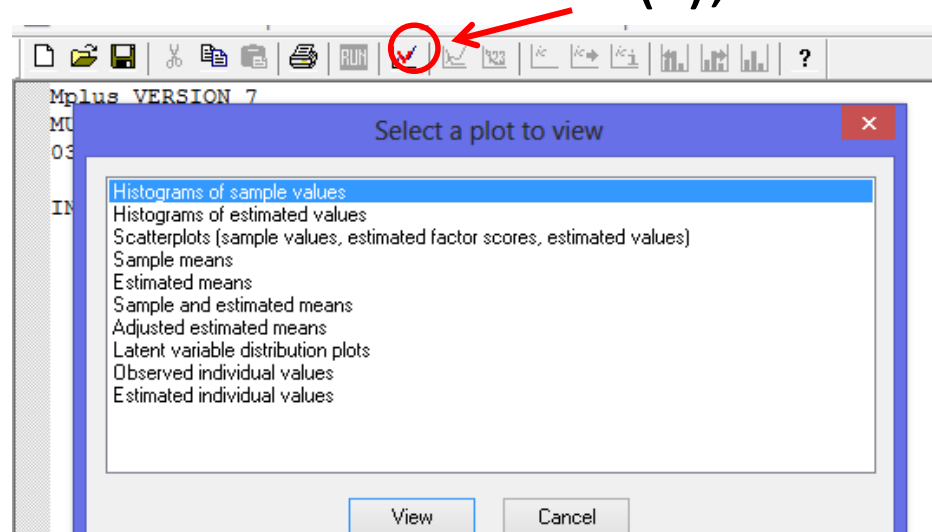 RUN
?
Mplus VERSION 7
MU
03
IN
Select a plot to view
Histograms of sample values
Histograms of estimated values
Scatterplots (sample values, estimated factor scores, estimated values)
Sample means
Estimated means
Sample and estimated means
Adjusted estimated means
Latent variable distribution plots
Observed individual values
Estimated individual values
View Cancel